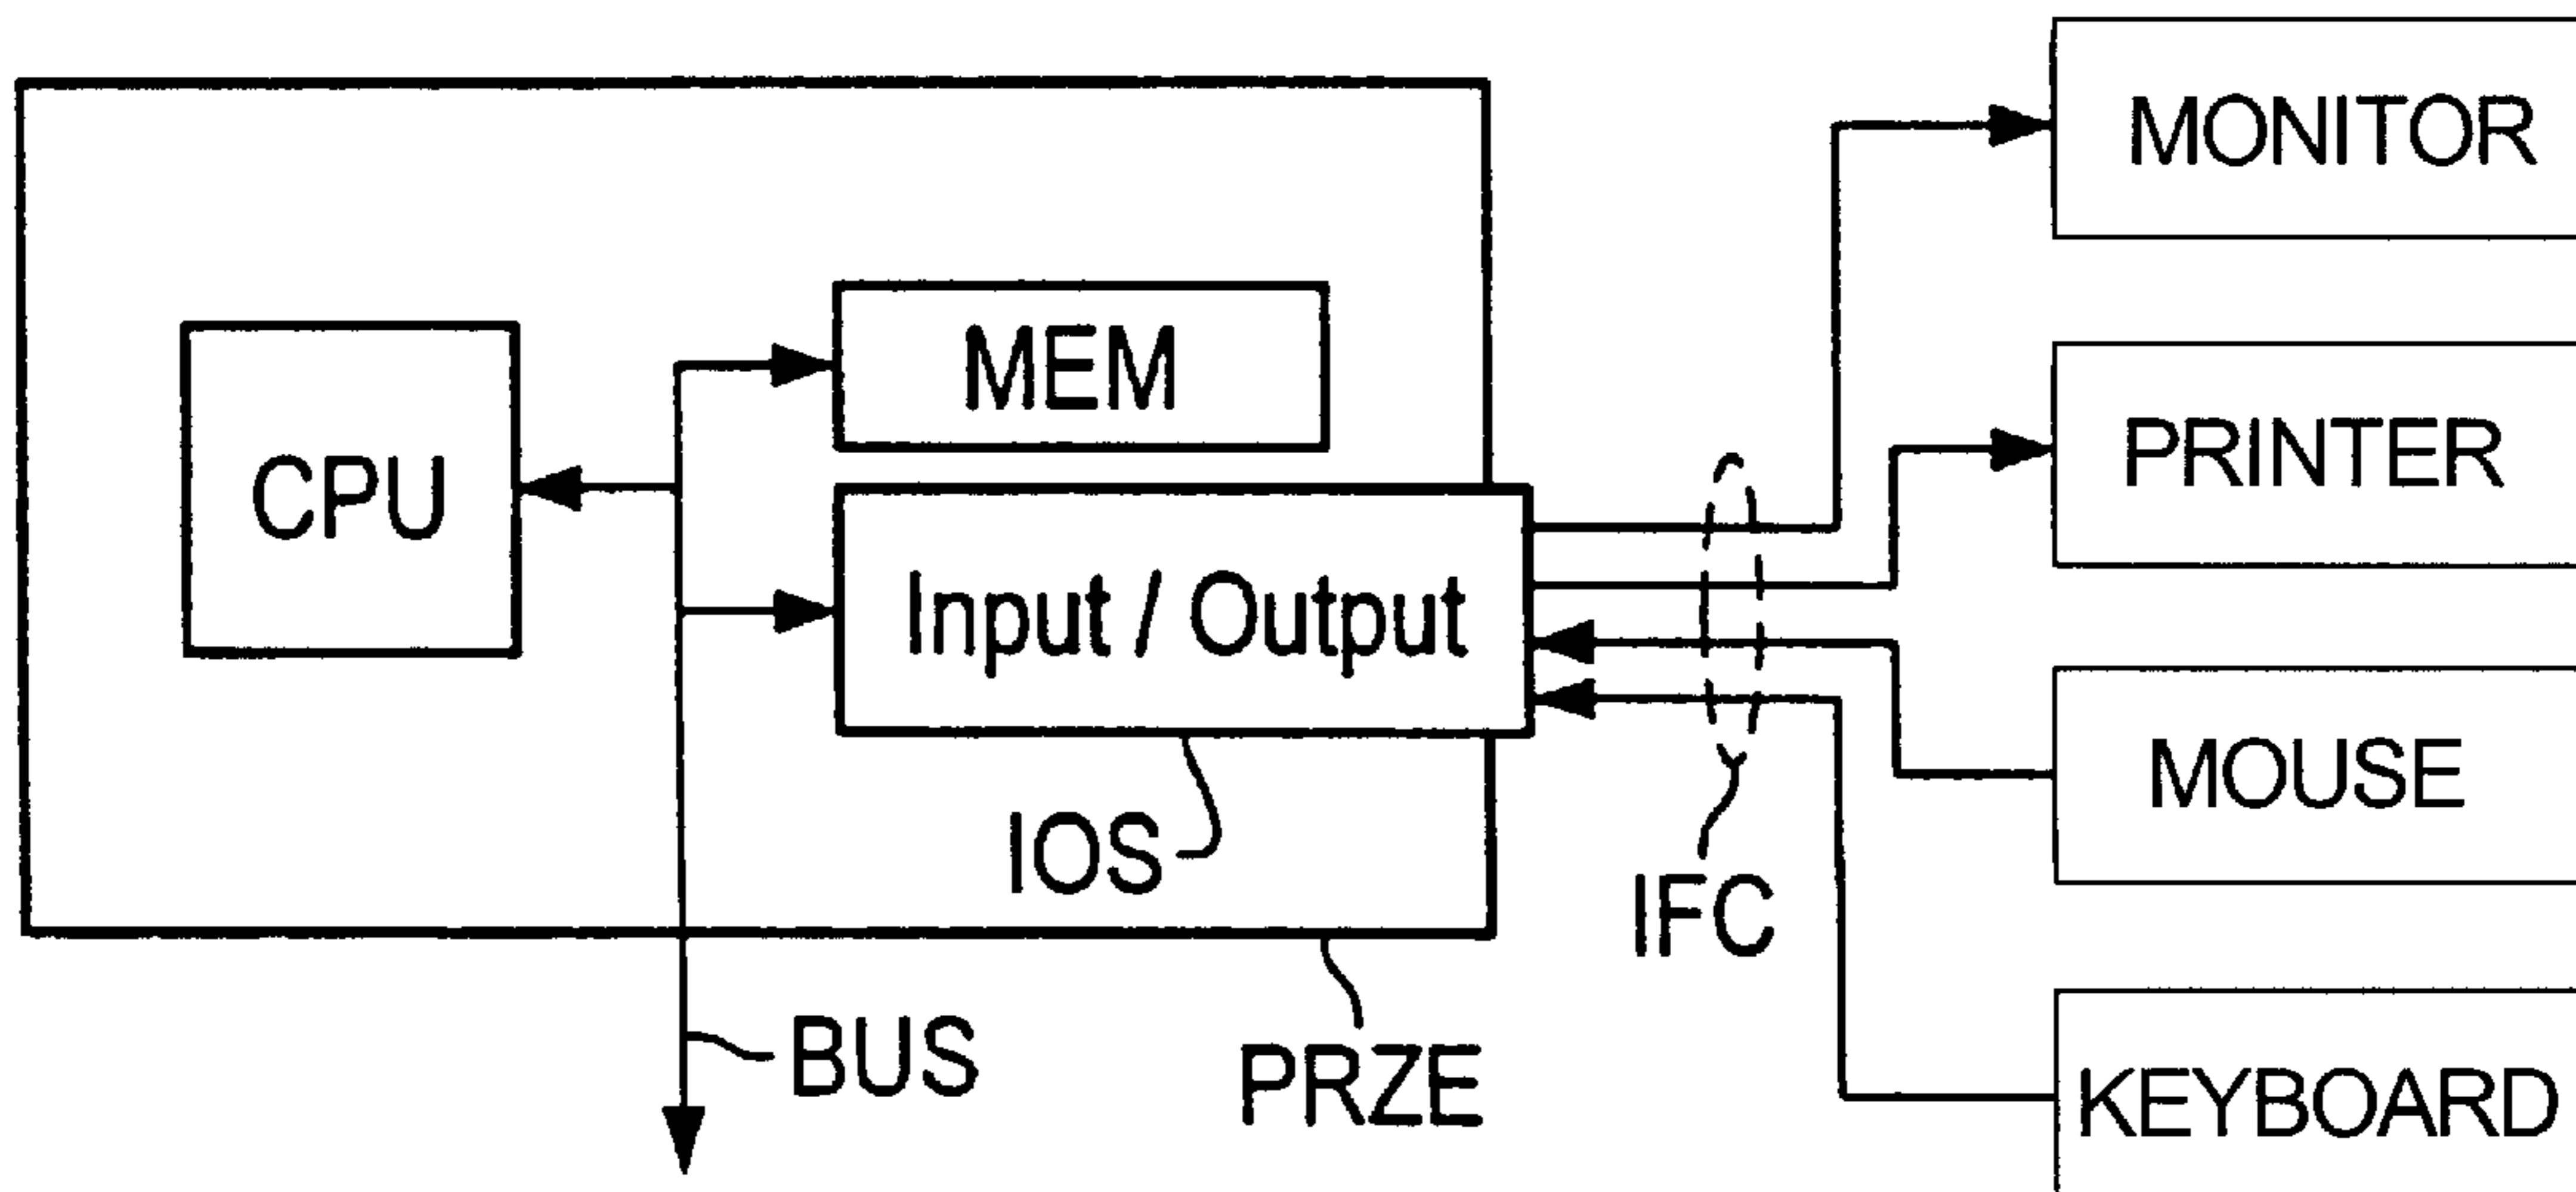 MONITOR
MEM
PRINTER
CPU
Input / Output
MOUSE
IOS
IFC
BUS
PRZE
KEYBOARD